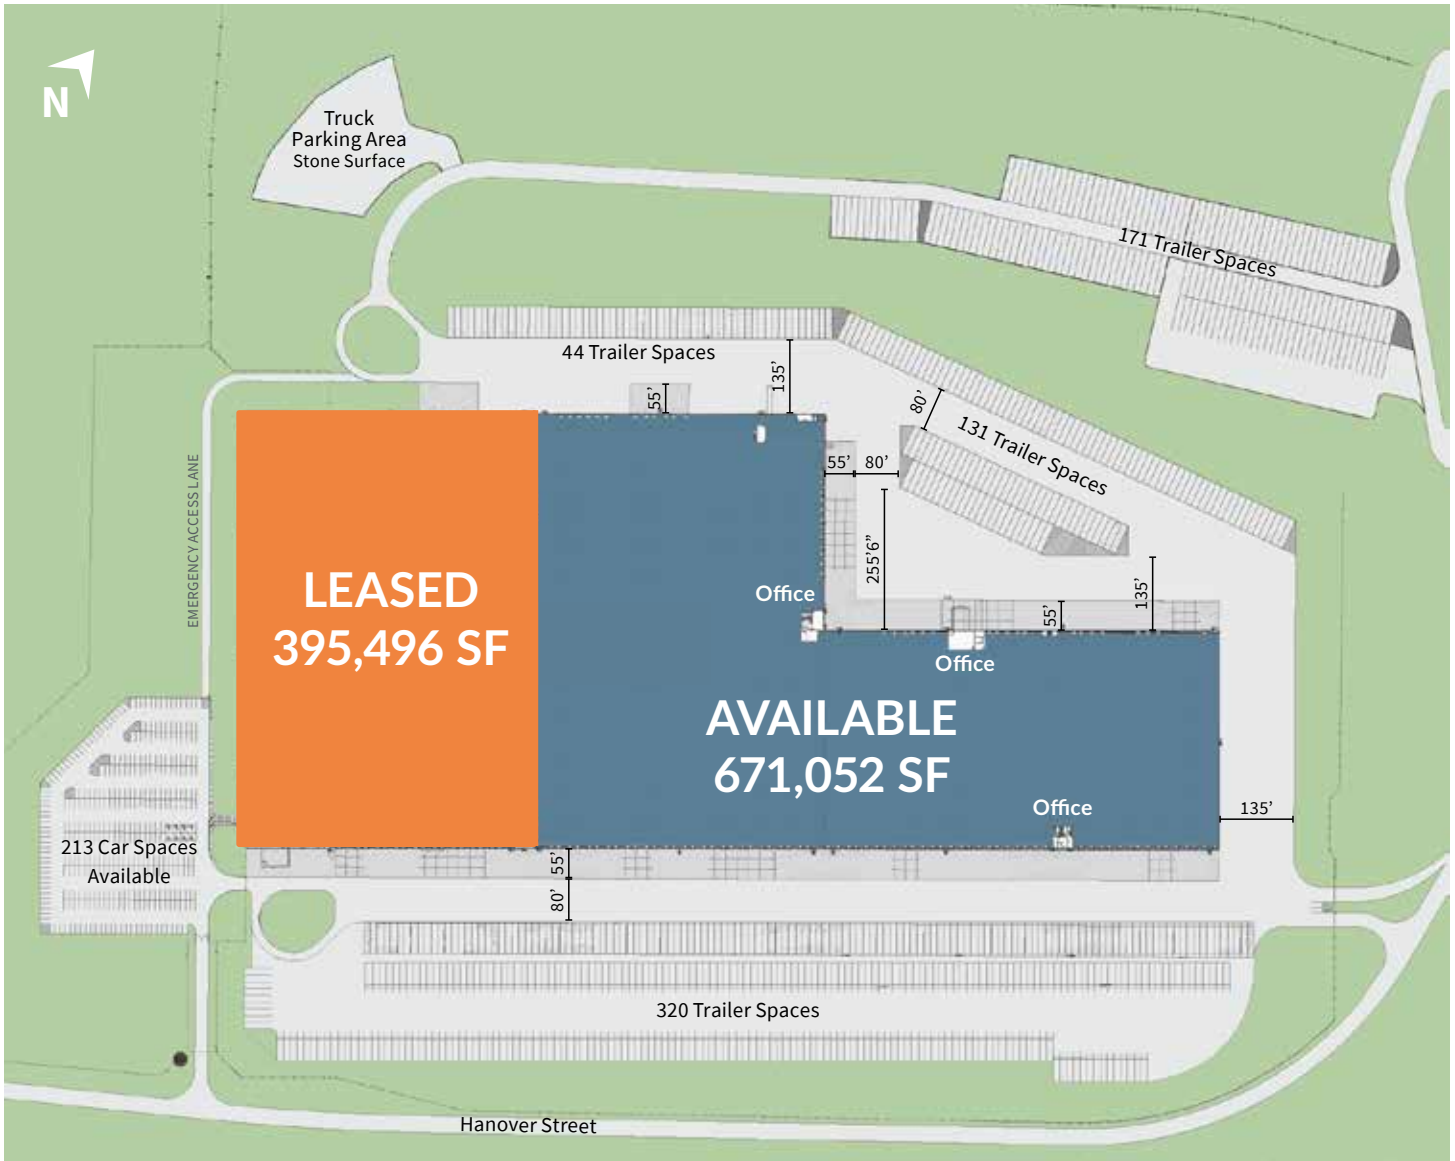 N
Truck
Parking Area
Stone Surface
171 Trailer Spaces
44 Trailer Spaces
135’
55’
80’
131 Trailer Spaces
55’
80’
EMERGENCY ACCESS LANE
255’6”
135’
55’
LEASED
395,496 SF
Office
Office
AVAILABLE
671,052 SF
Office
135’
213 Car Spaces
Available
55’
80’
320 Trailer Spaces
Hanover Street